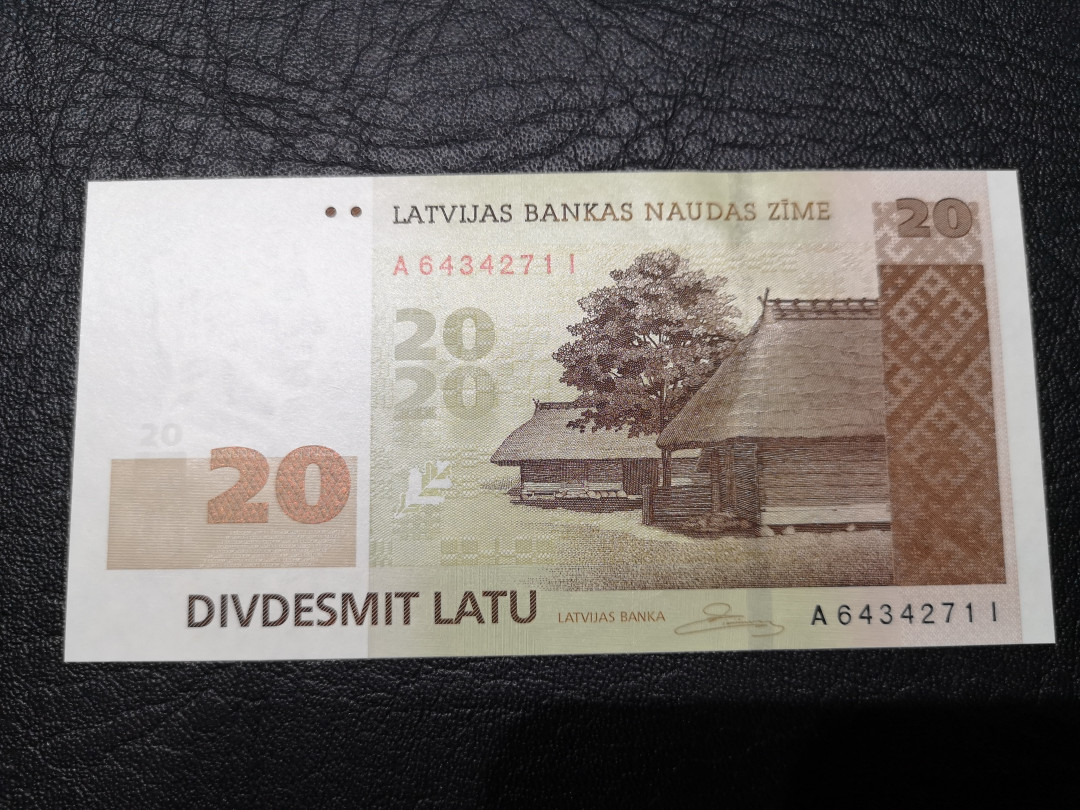 LATVIJAS BANKAS NAUDAS ZĪME
20
A 6434271 I
20
20
20
20
DIVDESMIT LATU
LATVIJAS BANKA
A 6434271 I